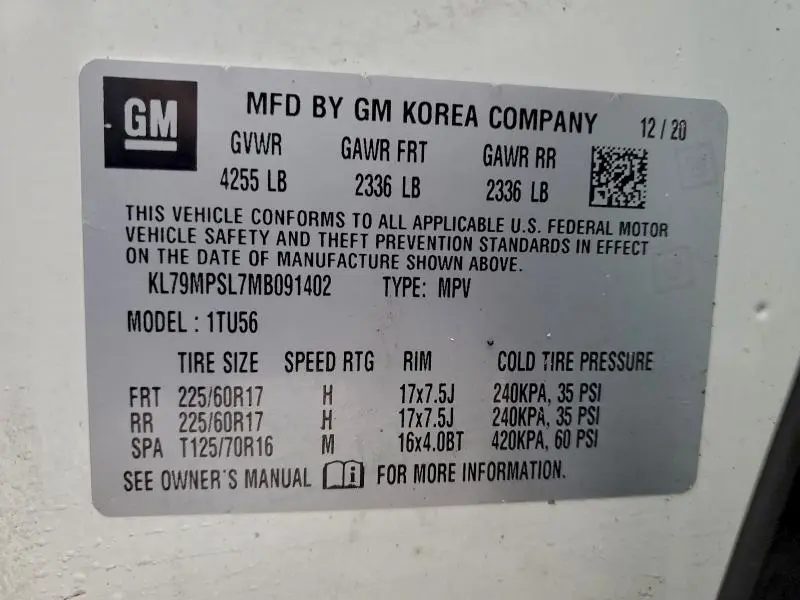 GM
MFD BY GM KOREA COMPANY 12/20
GVWR GAWR FRT GAWR RR
4255 LB 2336 LB 2336 LB
THIS VEHICLE CONFORMS TO ALL APPLICABLE U.S. FEDERAL MOTOR
VEHICLE SAFETY AND THEFT PREVENTION STANDARDS IN EFFECT
ON THE DATE OF MANUFACTURE SHOWN ABOVE.
KL79MPSL7MB091402 TYPE: MPV
MODEL : 1TU56
TIRE SIZE SPEED RTG RIM COLD TIRE PRESSURE
FRT 225/60R17 H 17x7.5J 240KPA, 35 PSI
RR 225/60R17 H 17x7.5J 240KPA, 35 PSI
SPA T125/70R16 M 16x4.0BT 420KPA, 60 PSI
SEE OWNER'S MANUAL i FOR MORE INFORMATION.